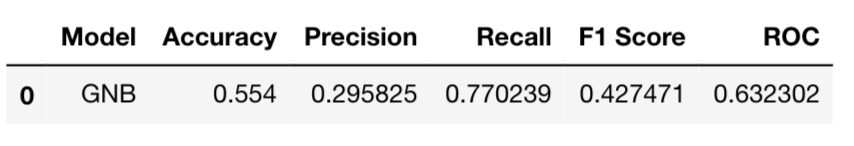 Model Accuracy Precision Recall F1 Score ROC
0 GNB 0.554 0.295825 0.770239 0.427471 0.632302